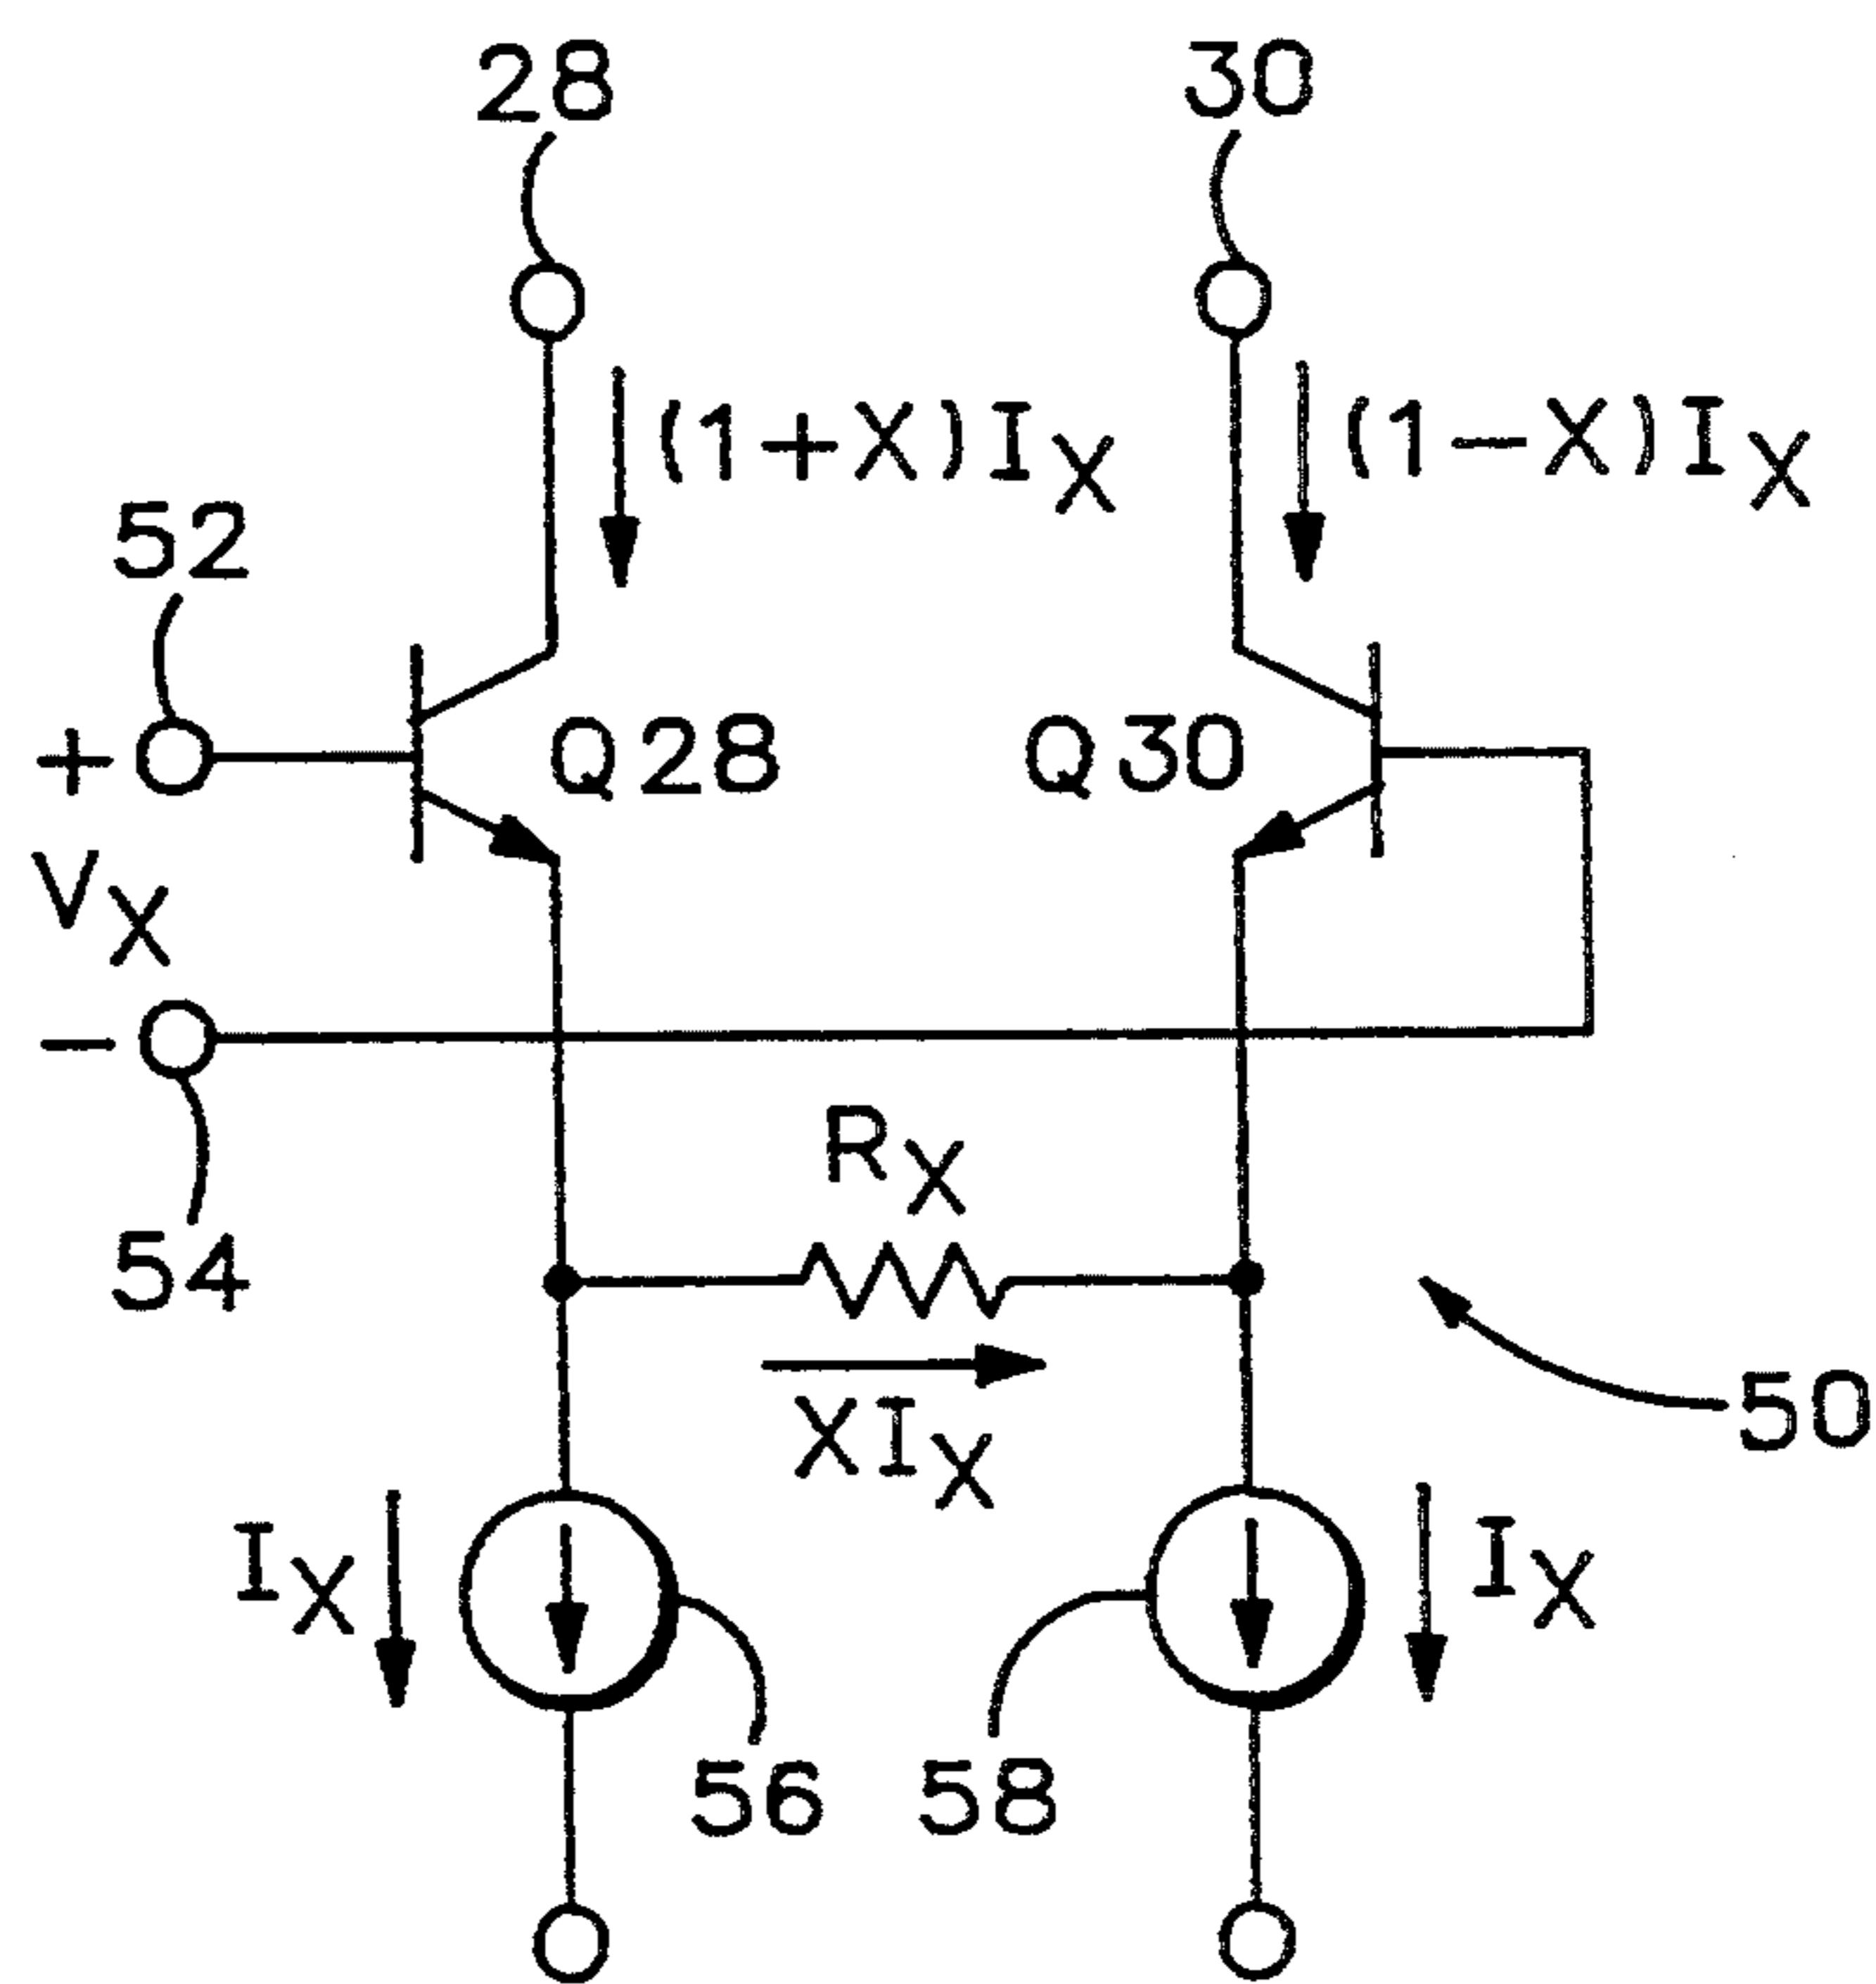 28
30
(1+X)I_X
(1-X)I_X
52
+
Q28
Q30
V_X
-
R_X
54
XI_X
50
I_X
I_X
56
58